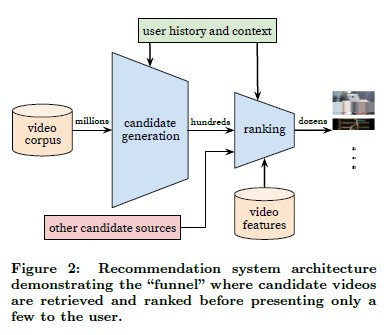 user history and context
video
corpus
millions
candidate
generation
hundreds
ranking
dozens
other candidate sources
video
features
Figure 2: Recommendation system architecture
demonstrating the “funnel” where candidate videos
are retrieved and ranked before presenting only a
few to the user.